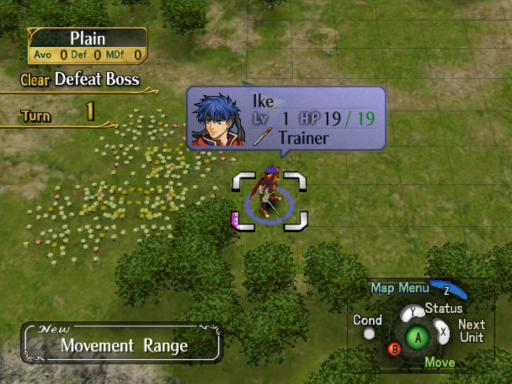 Plain
Avo 0 Def 0 MDf 0
Clear Defeat Boss
Turn 1
Ike
Lv 1 HP 19/19
Trainer
Map Menu Z
Cond Y Status
X Next Unit
A
B
Move
New
Movement Range